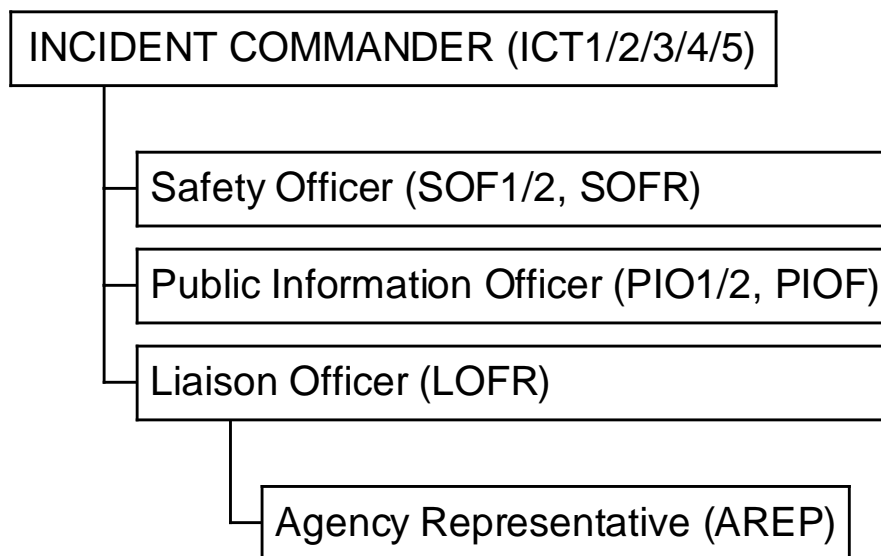 INCIDENT COMMANDER (ICT1/2/3/4/5)
Safety Officer (SOF1/2, SOFR)
Public Information Officer (PIO1/2, PIOF)
Liaison Officer (LOFR)
Agency Representative (AREP)